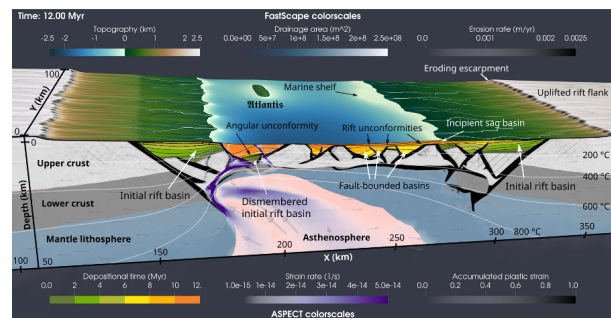 Time: 12.00 Myr
FastScape colorscales
Topography (km)
-2.5 -2 -1 0 1 2 2.5
Drainage area (m^2)
0.0e+00 5e+7 1e+8 1.5e+8 2.5e+8
Erosion rate (m/yr)
0.0 0.001 0.002 0.0025
Eroding escarpment
100
Marine shelf
Uplifted rift flank
Y (km)
Atlantis
Incipient sag basin
Angular unconformity
Rift unconformities
0
0
Upper crust
200 °C
Initial rift basin
Fault-bounded basins
Initial rift basin
400 °C
Lower crust
Dismembered
initial rift basin
600 °C
Depth (km)
Mantle lithosphere
Asthenosphere
800 °C
100 50 150 200 250 300 350
X (km)
Depositional time (Myr)
0.0 2 4 6 8 10 12.
Strain rate (1/s)
1.0e-15 1e-14 2e-14 3e-14 4e-14 5.0e-14
Accumulated plastic strain
0.0 0.2 0.4 0.6 0.8 1.0
ASPECT colorscales